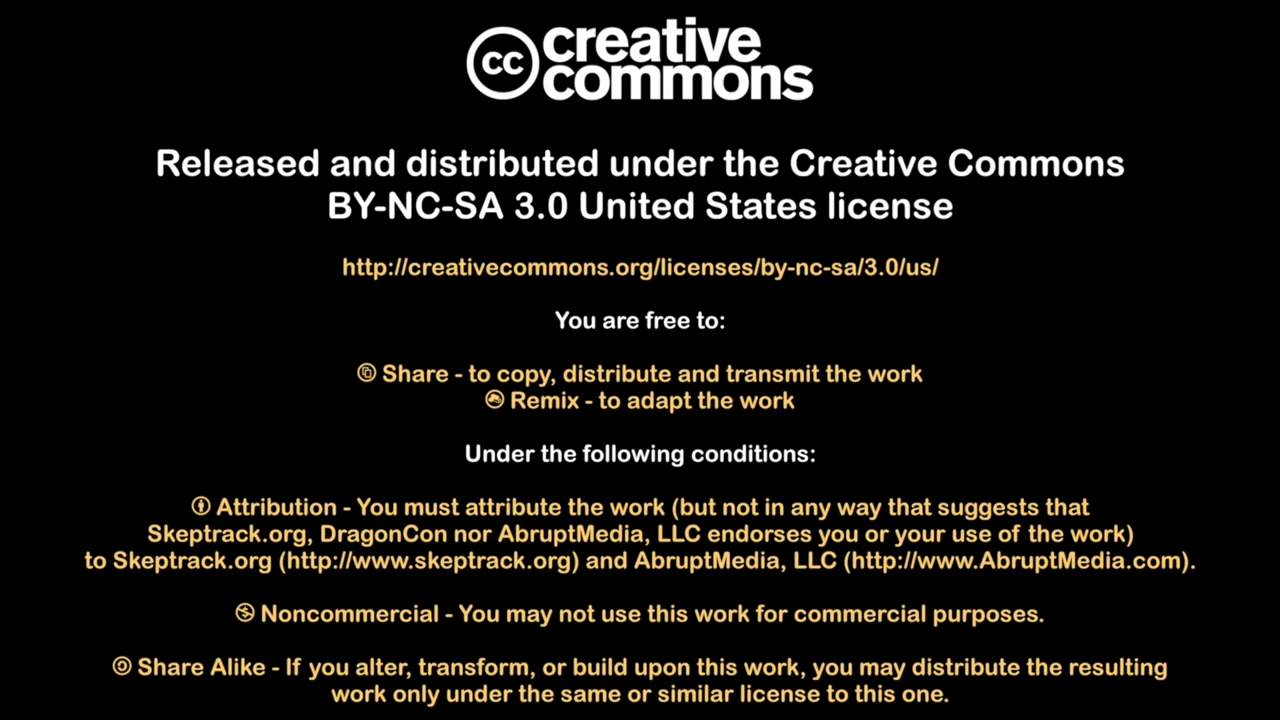 cc creative
commons
Released and distributed under the Creative Commons
BY-NC-SA 3.0 United States license
http://creativecommons.org/licenses/by-nc-sa/3.0/us/
You are free to:
Share - to copy, distribute and transmit the work
Remix - to adapt the work
Under the following conditions:
Attribution - You must attribute the work (but not in any way that suggests that
Skeptrack.org, DragonCon nor AbruptMedia, LLC endorses you or your use of the work)
to Skeptrack.org (http://www.skeptrack.org) and AbruptMedia, LLC (http://www.AbruptMedia.com).
Noncommercial - You may not use this work for commercial purposes.
Share Alike - If you alter, transform, or build upon this work, you may distribute the resulting
work only under the same or similar license to this one.